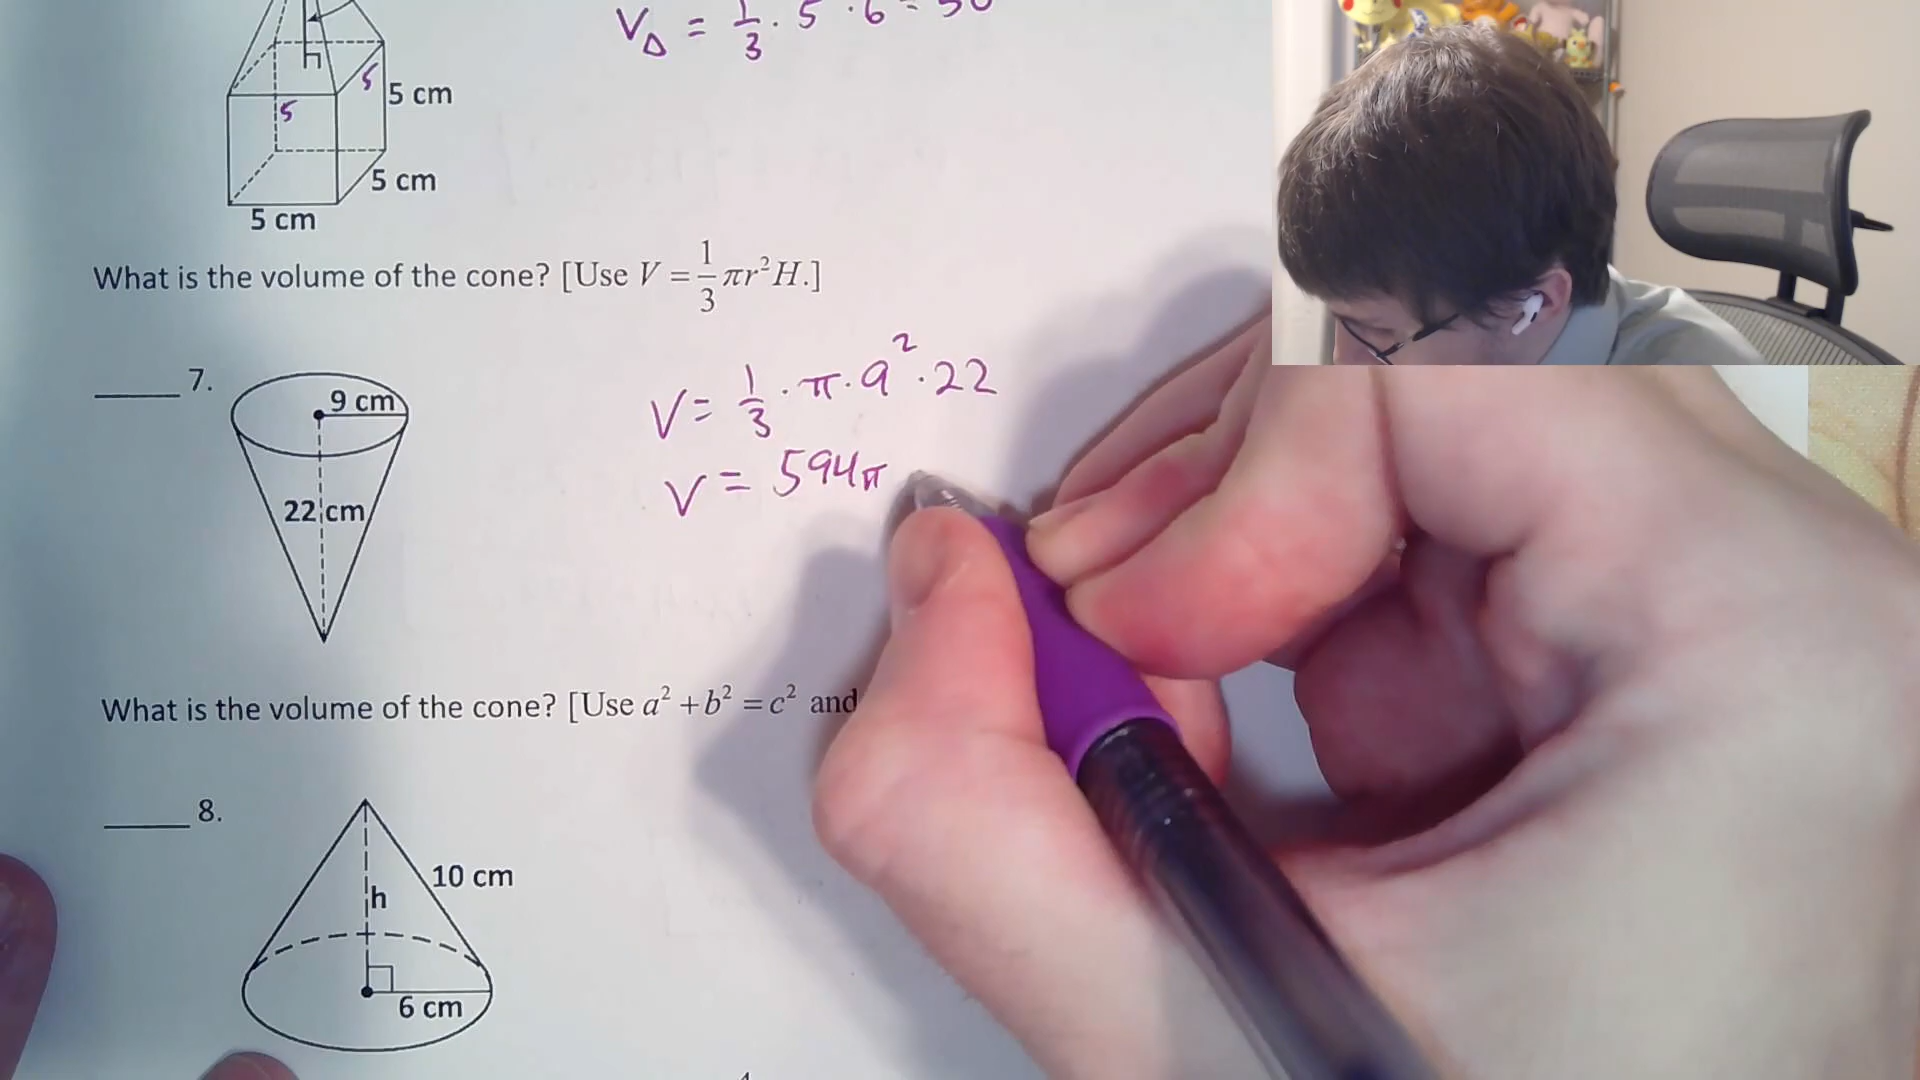 V△ = 1/3 · 5 · 6 = 50
5
5 cm
5
5 cm
5 cm
What is the volume of the cone? [Use V = 1/3 πr²H.]
7.
9 cm
V = 1/3 · π · 9² · 22
V = 594π
22 cm
What is the volume of the cone? [Use a² + b² = c² and
8.
10 cm
h
6 cm